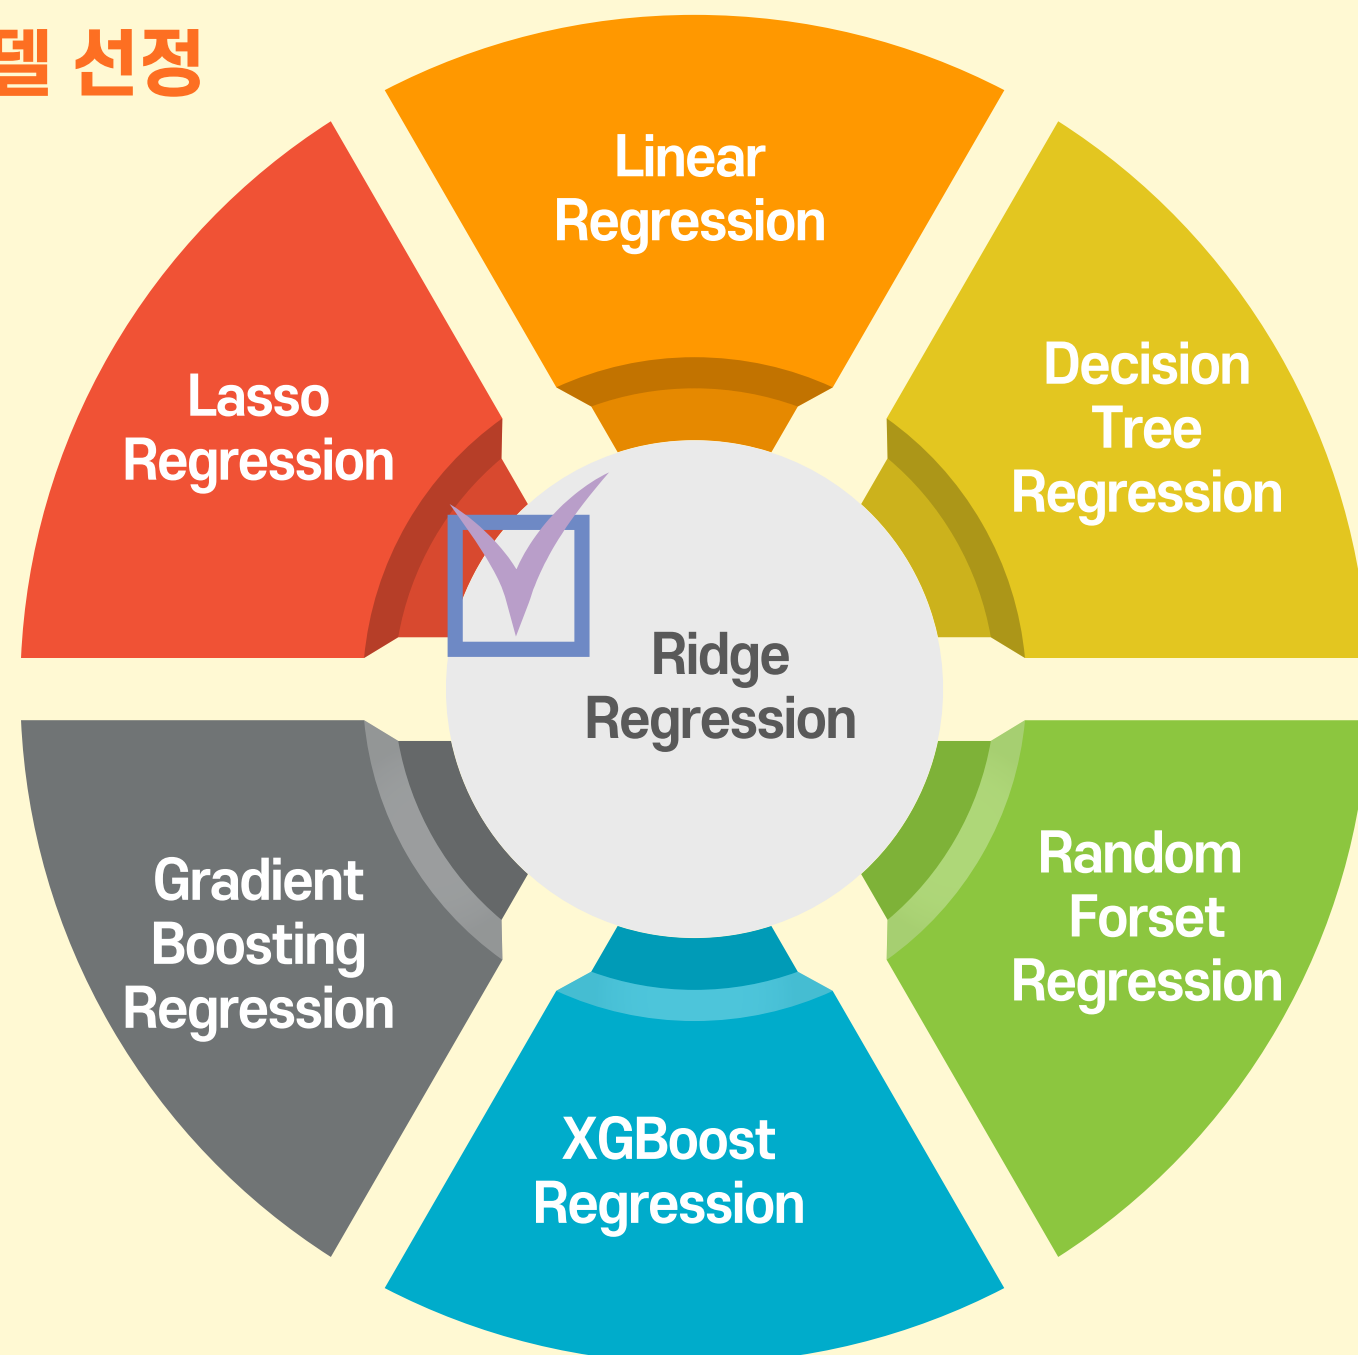 델 선정
Linear
Regression
Decision
Tree
Regression
Lasso
Regression
Ridge
Regression
Random
Forset
Regression
Gradient
Boosting
Regression
XGBoost
Regression